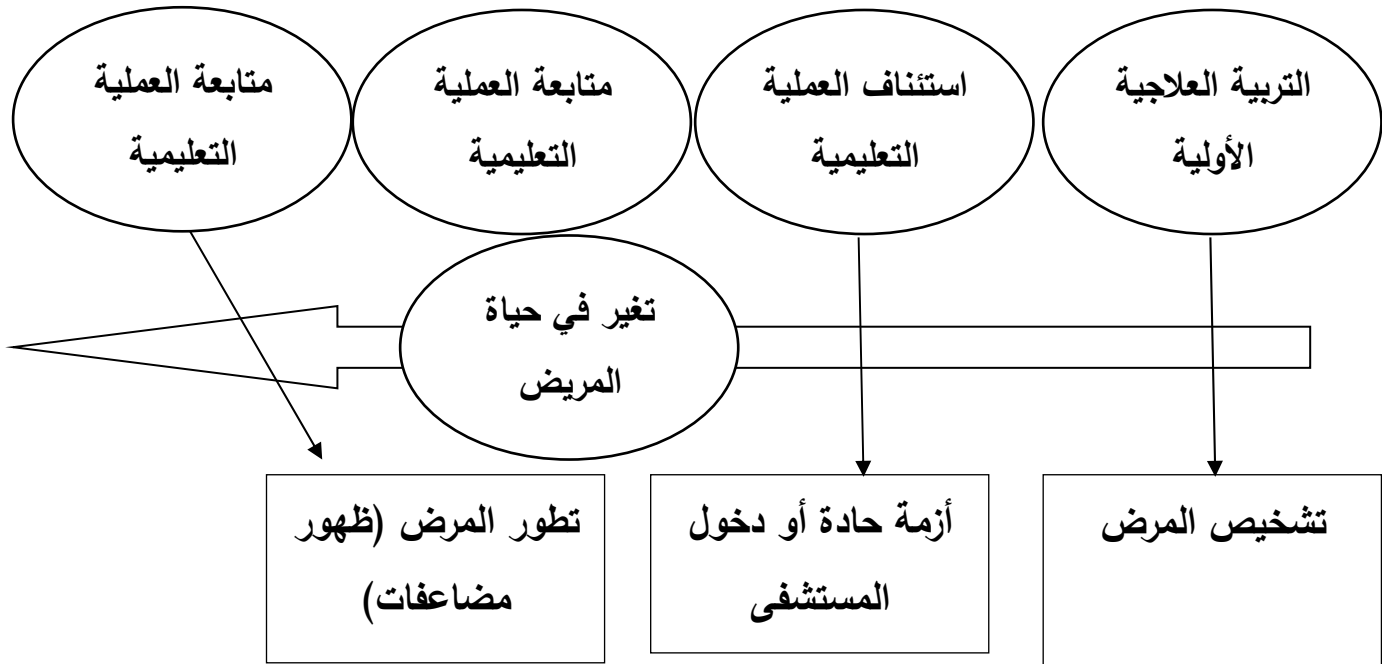 التربية العلاجية
الأولية
استئناف العملية
التعليمية
متابعة العملية
التعليمية
متابعة العملية
التعليمية
تغير في حياة
المريض
تشخيص المرض
أزمة حادة أو دخول
المستشفى
تطور المرض (ظهور
مضاعفات)